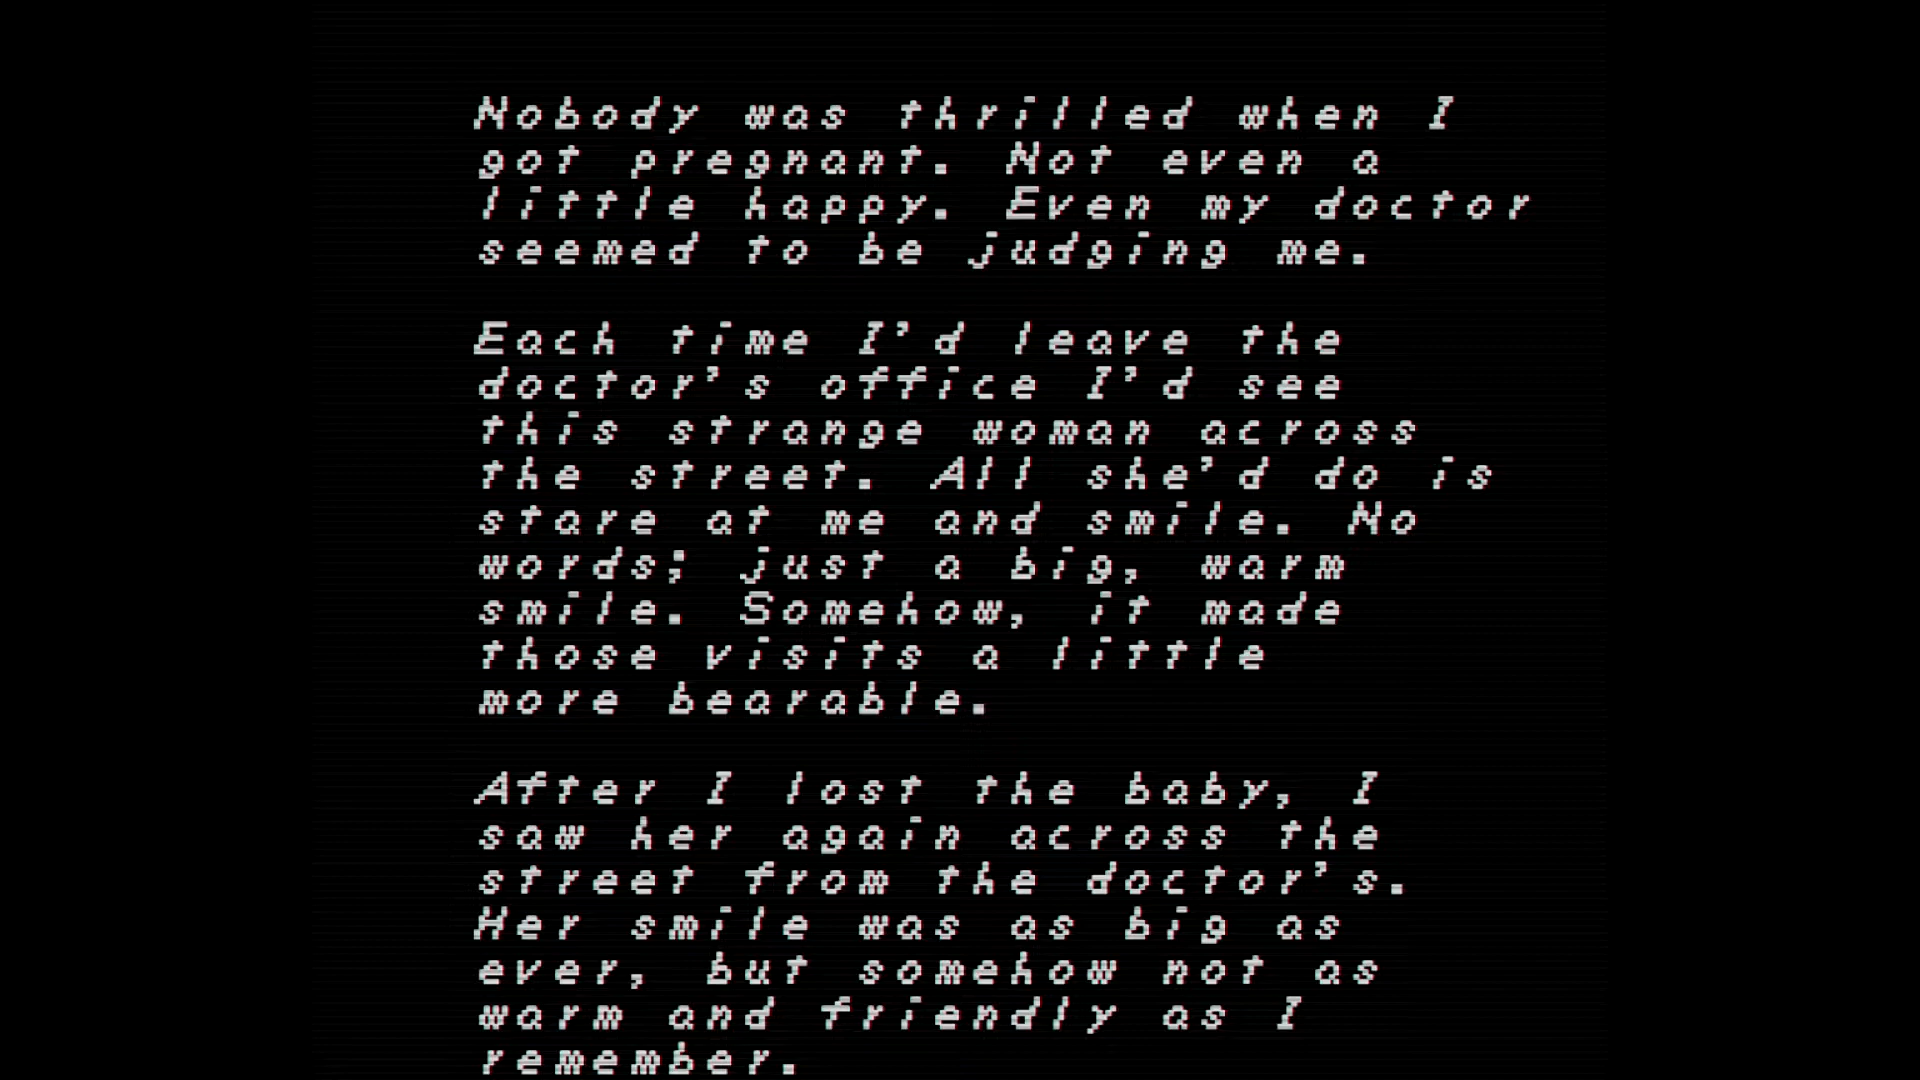 Nobody was thrilled when I
got pregnant. Not even a
little happy. Even my doctor
seemed to be judging me.
Each time I'd leave the
doctor's office I'd see
this strange woman across
the street. All she'd do is
stare at me and smile. No
words; just a big, warm
smile. Somehow, it made
those visits a little
more bearable.
After I lost the baby, I
saw her again across the
street from the doctor's.
Her smile was as big as
ever, but somehow not as
warm and friendly as I
remember.